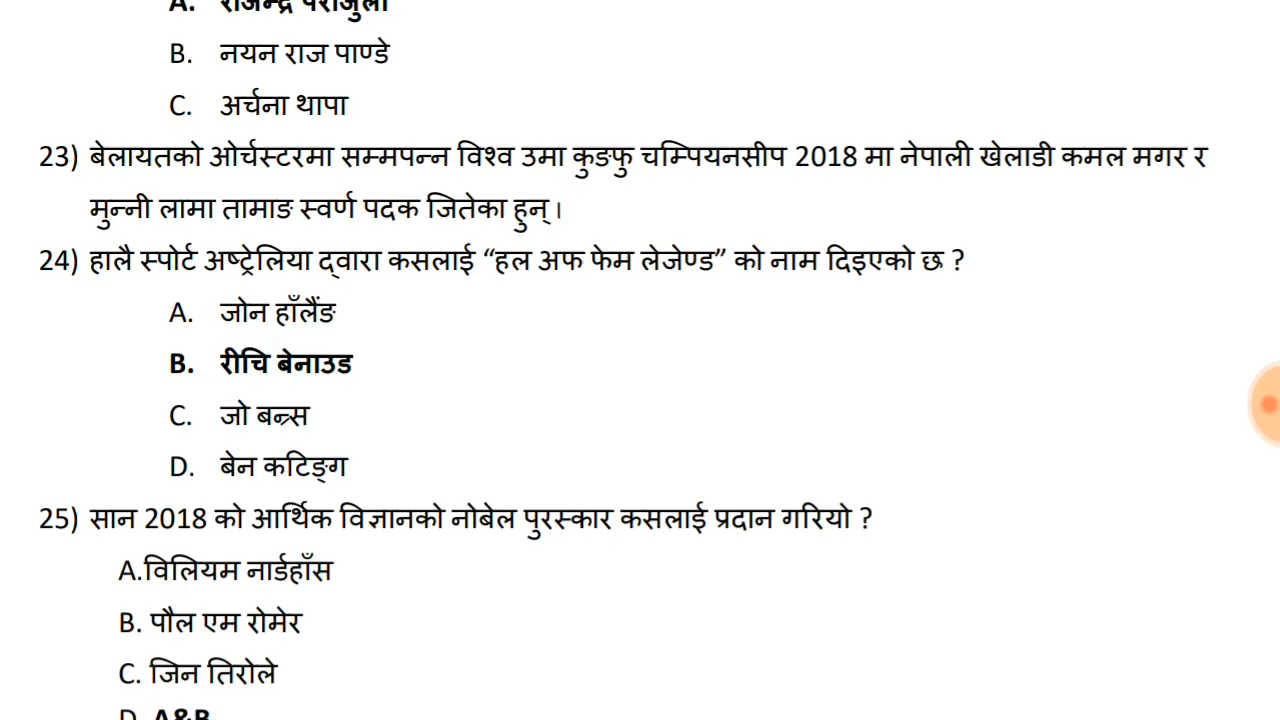 A. राजेन्द्र पराजुली
B. नयन राज पाण्डे
C. अर्चना थापा
23) बेलायतको ओर्चस्टरमा सम्मपन्न विश्व उमा कुङफु चम्पियनसीप 2018 मा नेपाली खेलाडी कमल मगर र
मुन्नी लामा तामाङ स्वर्ण पदक जितेका हुन् ।
24) हालै स्पोर्ट अष्ट्रेलिया द्वारा कसलाई “हल अफ फेम लेजेण्ड” को नाम दिइएको छ ?
A. जोन हाँलैंङ
B. रीचि बेनाउड
C. जो बन्र्स
D. बेन कटिङ्ग
25) सान 2018 को आर्थिक विज्ञानको नोबेल पुरस्कार कसलाई प्रदान गरियो ?
A.विलियम नार्डहाँस
B. पौल एम रोमेर
C. जिन तिरोले
D. A&B